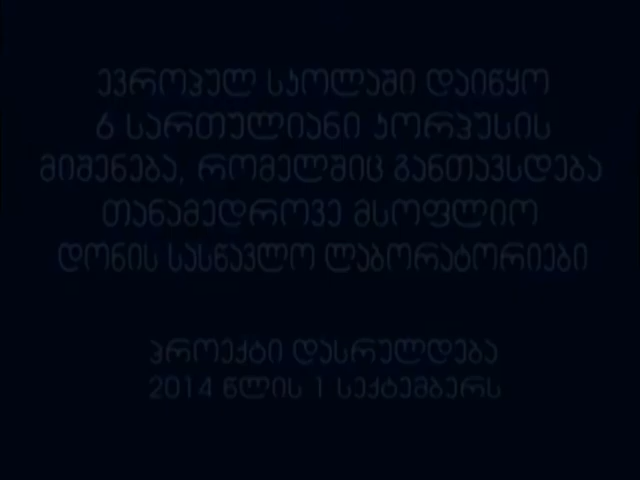 ევროპულ სკოლაში დაიწყო
6 სართულიანი კორპუსის
მიშენება, რომელშიც განთავსდება
თანამედროვე მსოფლიო
დონის სასწავლო ლაბორატორიები
პროექტი დასრულდება
2014 წლის 1 სექტემბერს